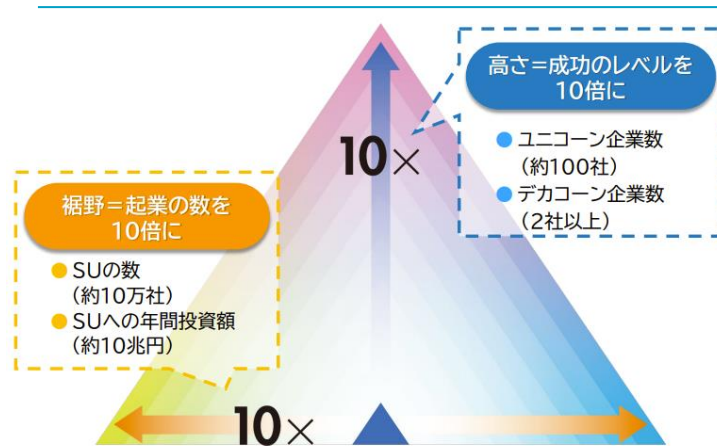 高さ=成功のレベルを
10倍に
● ユニコーン企業数
(約100社)
● デカコーン企業数
(2社以上)
10×
裾野=起業の数を
10倍に
● SUの数
(約10万社)
● SUへの年間投資額
(約10兆円)
10×